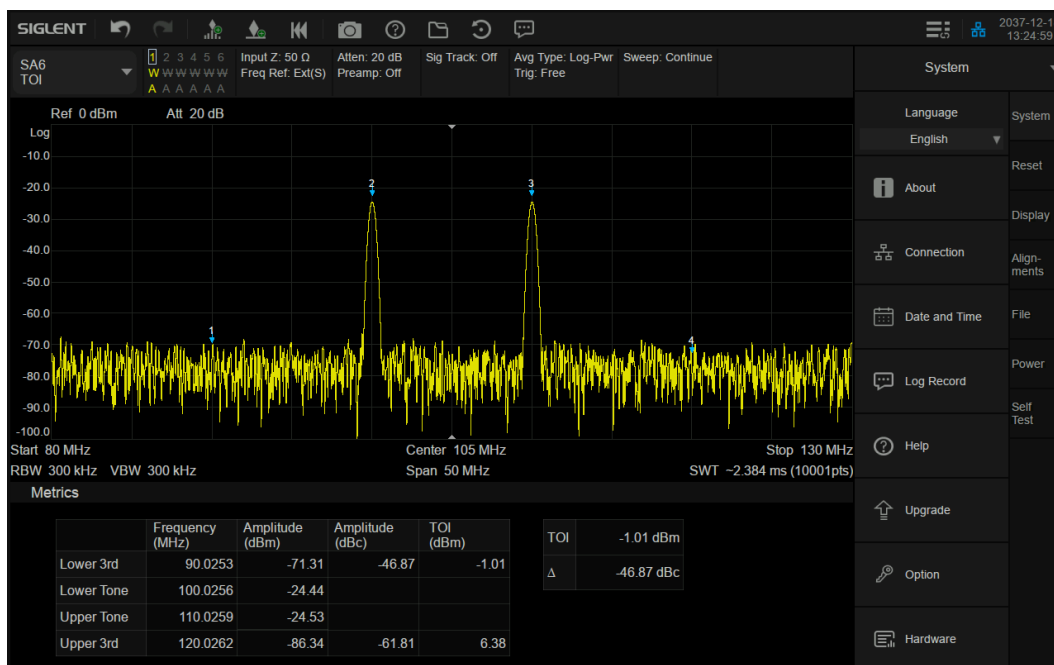 SIGLENT
2037-12-1
13:24:59
SA6
TOI
1 2 3 4 5 6
W W W W W W
A A A A A A
Input Z: 50 Ω
Freq Ref: Ext(S)
Atten: 20 dB
Preamp: Off
Sig Track: Off
Avg Type: Log-Pwr
Trig: Free
Sweep: Continue
Ref 0 dBm Att 20 dB
Log
-10.0
-20.0
-30.0
-40.0
-50.0
-60.0
-70.0
-80.0
-90.0
-100.0
1
2
3
4
Start 80 MHz Center 105 MHz Stop 130 MHz
RBW 300 kHz VBW 300 kHz Span 50 MHz SWT ~2.384 ms (10001pts)
Metrics
Frequency (MHz) Amplitude (dBm) Amplitude (dBc) TOI (dBm)
Lower 3rd 90.0253 -71.31 -46.87 -1.01
Lower Tone 100.0256 -24.44
Upper Tone 110.0259 -24.53
Upper 3rd 120.0262 -86.34 -61.81 6.38
TOI -1.01 dBm
Δ -46.87 dBc
System
Language
English
About
Connection
Date and Time
Log Record
Help
Upgrade
Option
Hardware
System
Reset
Display
Align-
ments
File
Power
Self
Test